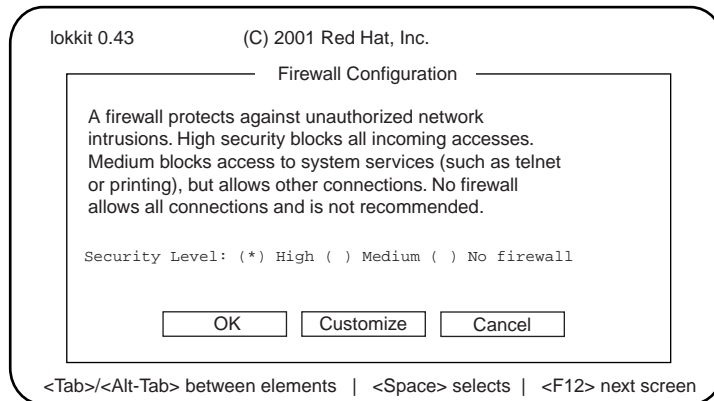 lokkit 0.43 (C) 2001 Red Hat, Inc.
Firewall Configuration
A firewall protects against unauthorized network
intrusions. High security blocks all incoming accesses.
Medium blocks access to system services (such as telnet
or printing), but allows other connections. No firewall
allows all connections and is not recommended.
Security Level: (*) High ( ) Medium ( ) No firewall
OK Customize Cancel
<Tab>/<Alt-Tab> between elements | <Space> selects | <F12> next screen